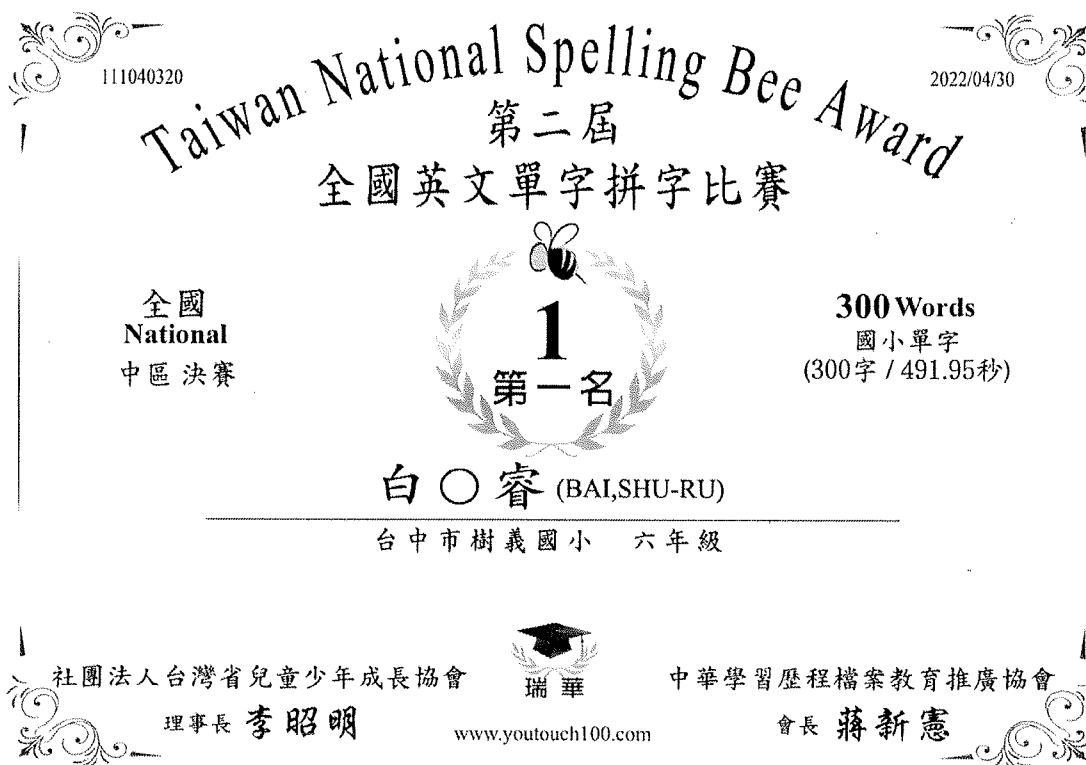 111040320
2022/04/30
Taiwan National Spelling Bee Award
第二屆
全國英文單字拼字比賽
全國
National
中區 決賽
1
第一名
300 Words
國小單字
(300字 / 491.95秒)
白〇睿 (BAI,SHU-RU)
台中市樹義國小 六年級
社團法人台灣省兒童少年成長協會
理事長 李昭明
瑞華
www.youtouch100.com
中華學習歷程檔案教育推廣協會
會長 蔣新憲